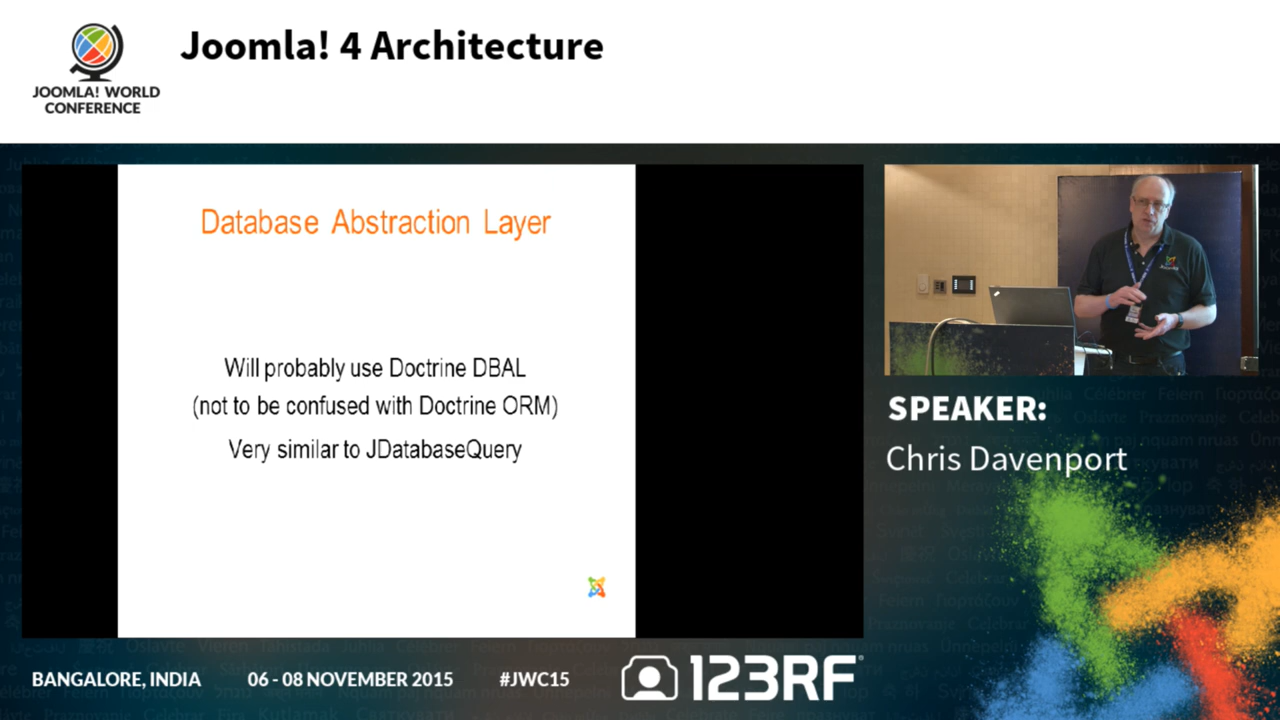 Joomla! 4 Architecture
JOOMLA! WORLD
CONFERENCE
Database Abstraction Layer
Will probably use Doctrine DBAL
(not to be confused with Doctrine ORM)
Very similar to JDatabaseQuery
SPEAKER:
Chris Davenport
BANGALORE, INDIA
06 - 08 NOVEMBER 2015
#JWC15
123RF